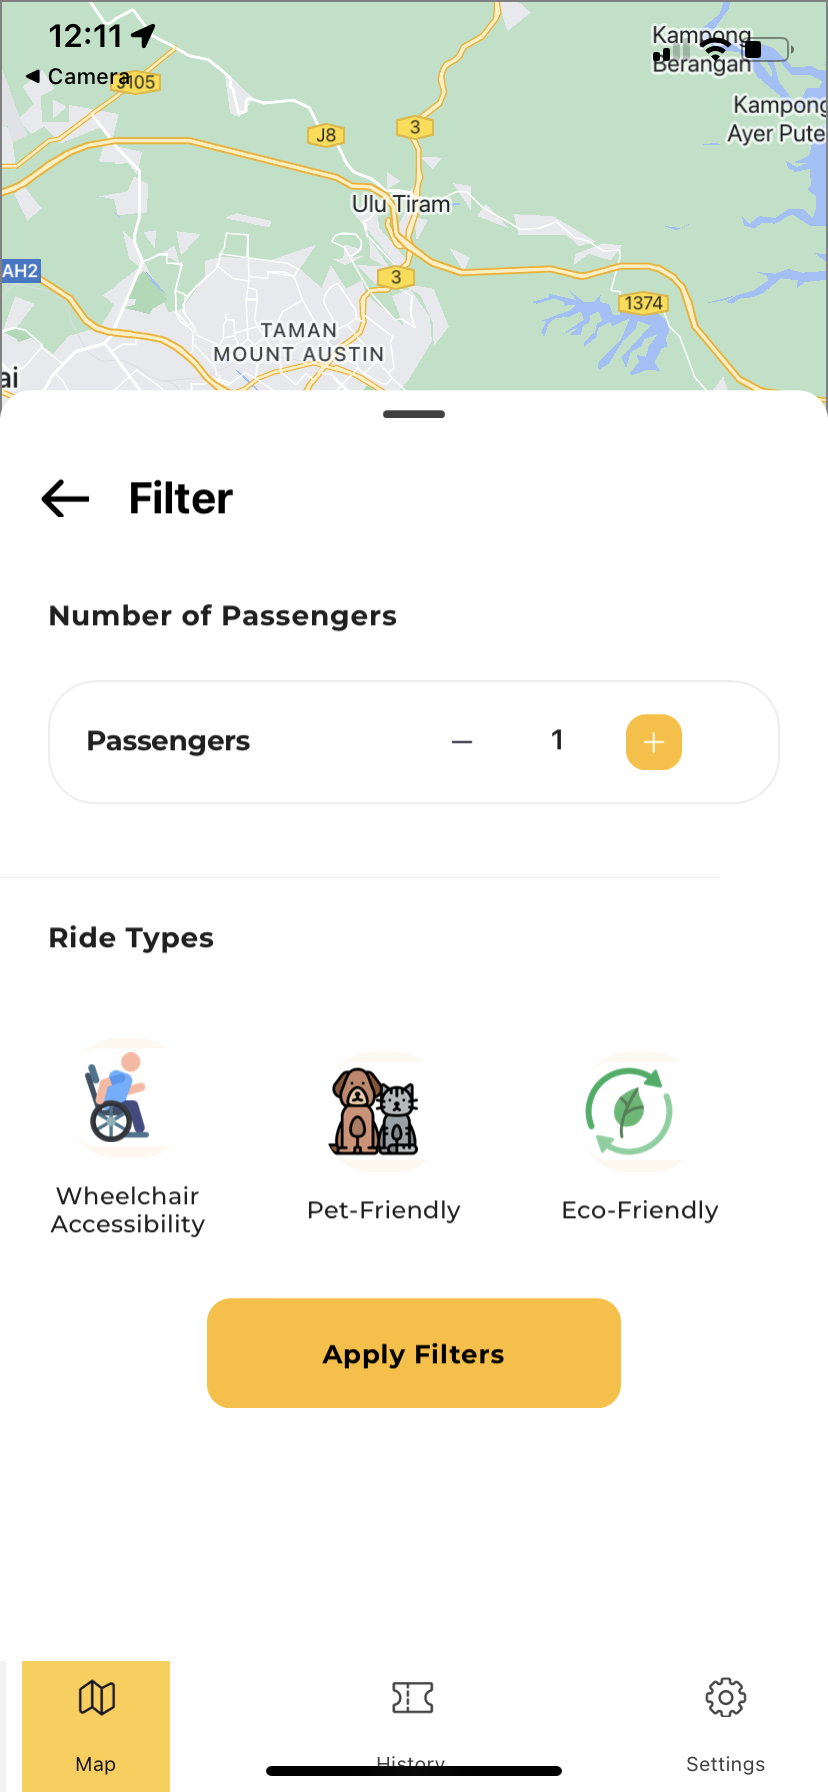 12:11
Camera
J105
Kampong
Berangan
J8
3
Kampong
Ayer Pute
Ulu Tiram
AH2
3
1374
TAMAN
MOUNT AUSTIN
ai
Filter
Number of Passengers
Passengers
1
Ride Types
Wheelchair
Accessibility
Pet-Friendly
Eco-Friendly
Apply Filters
Map
History
Settings